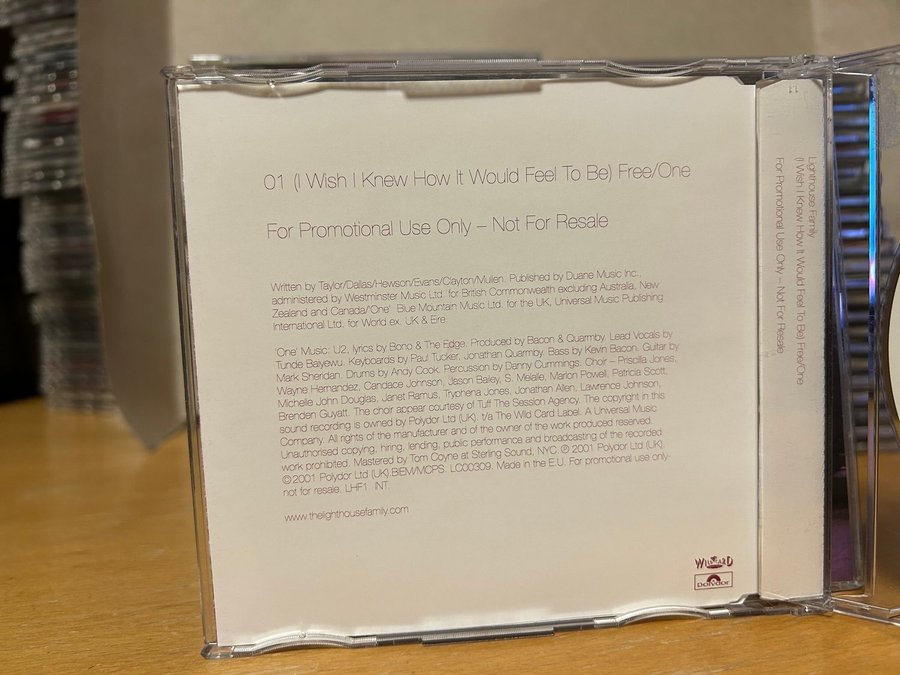 01 (I Wish I Knew How It Would Feel To Be) Free/One
For Promotional Use Only – Not For Resale
Written by Taylor/Dallas/Hewson/Evans/Clayton/Mullen. Published by Duane Music Inc.,
administered by Westminster Music Ltd. for British Commonwealth excluding Australia, New
Zealand and Canada/'One' Blue Mountain Music Ltd. for the UK, Universal Music Publishing
International Ltd. for World ex. UK & Eire.
'One' Music: U2, lyrics by Bono & The Edge. Produced by Bacon & Quarmby. Lead Vocals by
Tunde Baiyewu. Keyboards by Paul Tucker, Jonathan Quarmby. Bass by Kevin Bacon. Guitar by
Mark Sheridan. Drums by Andy Cook. Percussion by Danny Cummings. Choir – Priscilla Jones,
Wayne Hernandez, Candace Johnson, Jason Bailey, S. Melale, Marlon Powell, Patricia Scott,
Michelle John Douglas, Janet Ramus, Tryphena Jones, Jonathan Allen, Lawrence Johnson,
Brenden Guyatt. The choir appear courtesy of Tuff The Session Agency. The copyright in this
sound recording is owned by Polydor Ltd (UK). t/a The Wild Card Label. A Universal Music
Company. All rights of the manufacturer and of the owner of the work produced reserved.
Unauthorised copying, hiring, lending, public performance and broadcasting of the recorded
work prohibited. Mastered by Tom Coyne at Sterling Sound, NYC. ℗ 2001 Polydor Ltd (UK).
© 2001 Polydor Ltd (UK).BIEM/MCPS. LC00309. Made in the E.U. For promotional use only-
not for resale. LHF1 INT.
www.thelighthousefamily.com
WILDCARD
polydor
Lighthouse Family
(I Wish I Knew How It Would Feel To Be) Free/One
For Promotional Use Only – Not For Resale